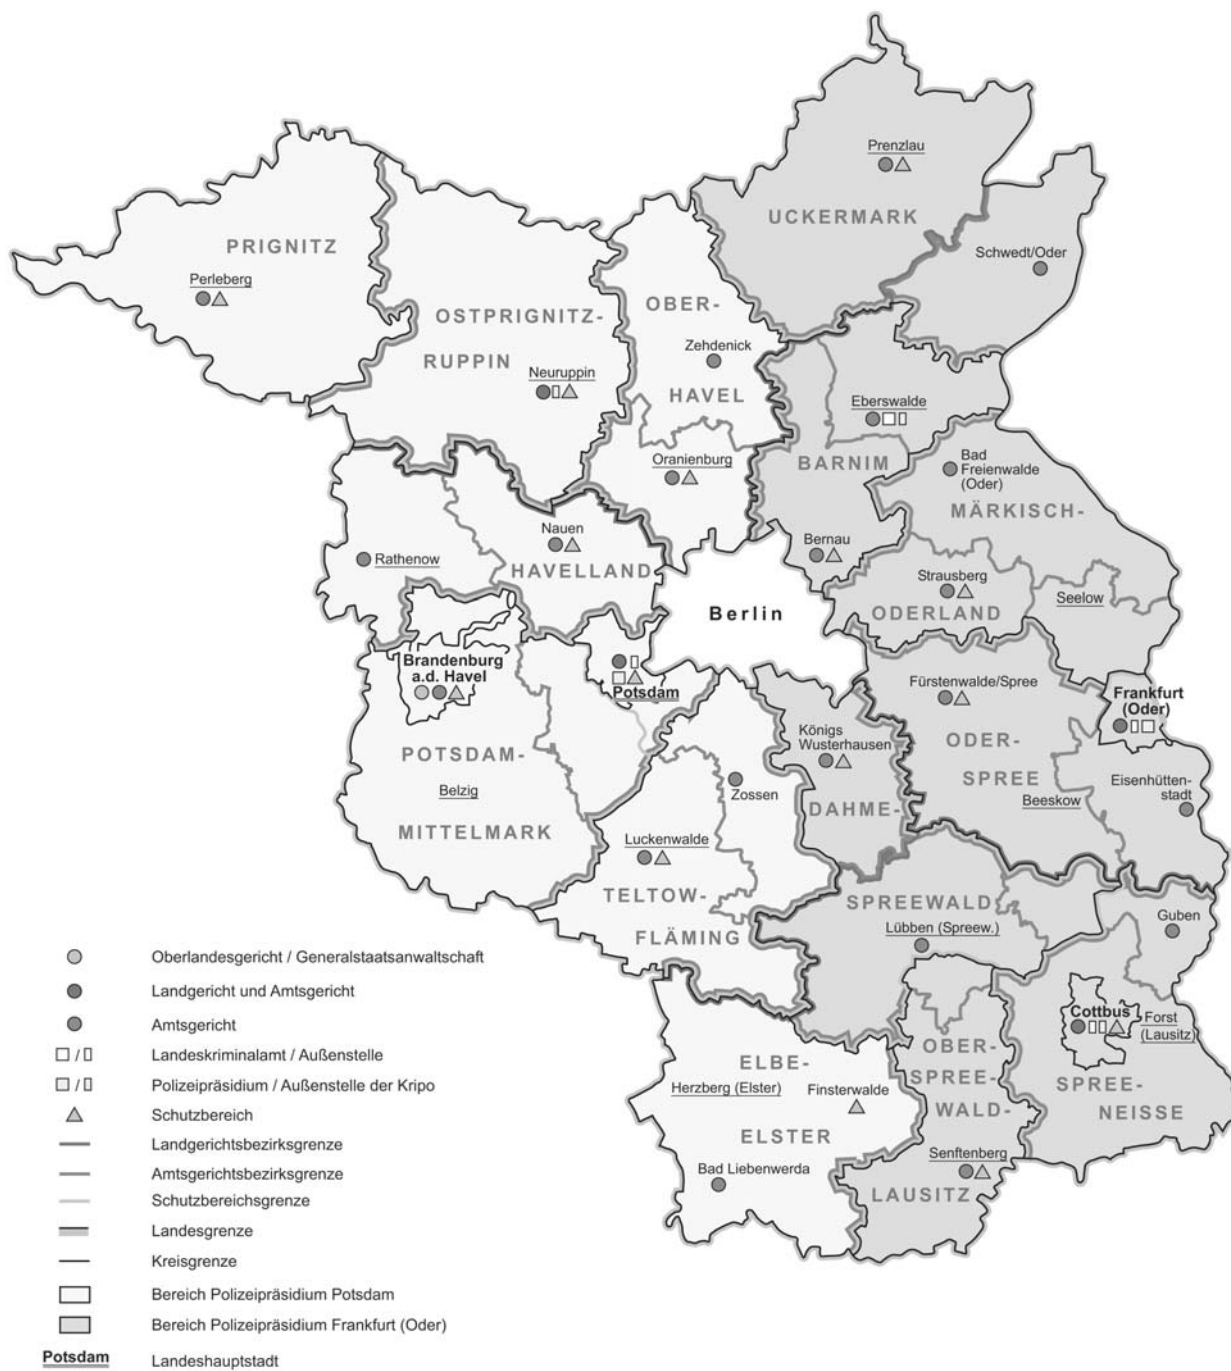 Prenzlau
UCKERMARK
PRIGNITZ
Perleberg
Schwedt/Oder
OSTPRIGNITZ-
RUPPIN
Neuruppin
OBER-
HAVEL
Zehdenick
Oranienburg
Eberswalde
BARNIM
Bernau
Bad
Freienwalde
(Oder)
MÄRKISCH-
Strausberg
ODERLAND
Seelow
Nauen
HAVELLAND
Rathenow
Berlin
Brandenburg
a.d. Havel
Potsdam
POTSDAM-
Belzig
MITTELMARK
Fürstenwalde/Spree
Frankfurt
(Oder)
ODER-
SPREE
Beeskow
Eisenhütten-
stadt
Königs
Wusterhausen
DAHME-
Zossen
Luckenwalde
TELTOW-
FLÄMING
SPREEWALD
Lübben (Spreew.)
Guben
Cottbus
Forst
(Lausitz)
SPREE-
NEISSE
OBER-
SPREE-
WALD-
Senftenberg
LAUSITZ
ELBE-
Herzberg (Elster)
Finsterwalde
ELSTER
Bad Liebenwerda
Oberlandesgericht / Generalstaatsanwaltschaft
Landgericht und Amtsgericht
Amtsgericht
/ Landeskriminalamt / Außenstelle
/ Polizeipräsidium / Außenstelle der Kripo
Schutzbereich
Landgerichtsbezirksgrenze
Amtsgerichtsbezirksgrenze
Schutzbereichsgrenze
Landesgrenze
Kreisgrenze
Bereich Polizeipräsidium Potsdam
Bereich Polizeipräsidium Frankfurt (Oder)
Potsdam Landeshauptstadt